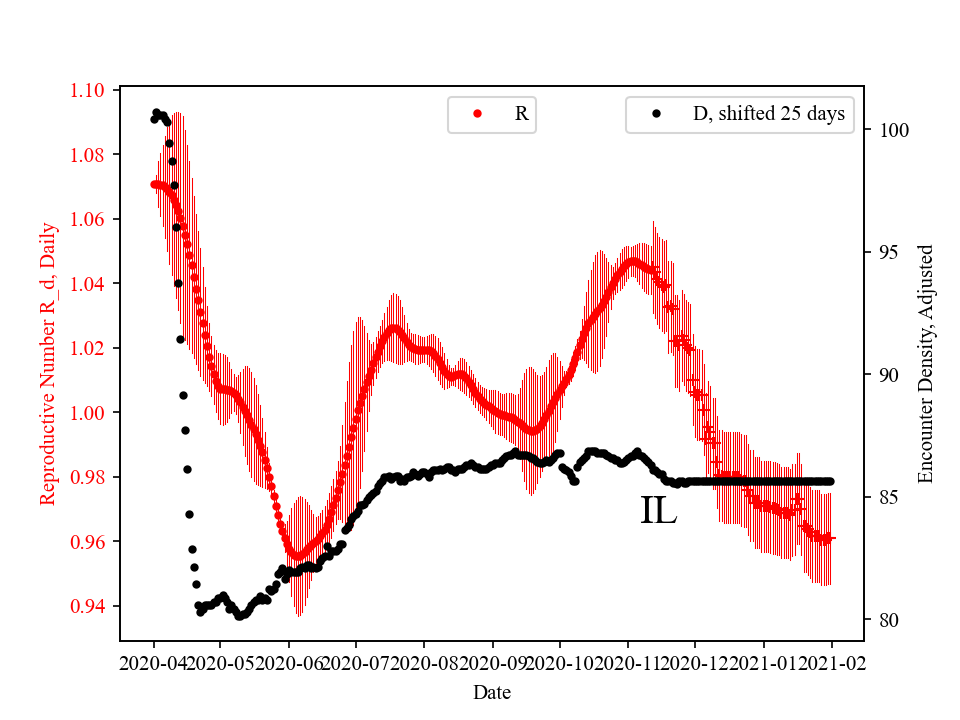 R
D, shifted 25 days
Reproductive Number R_d, Daily
1.10
1.08
1.06
1.04
1.02
1.00
0.98
0.96
0.94
100
95
90
85
80
Encounter Density, Adjusted
IL
2020-04 2020-05 2020-06 2020-07 2020-08 2020-09 2020-10 2020-11 2020-12 2021-01 2021-02
Date